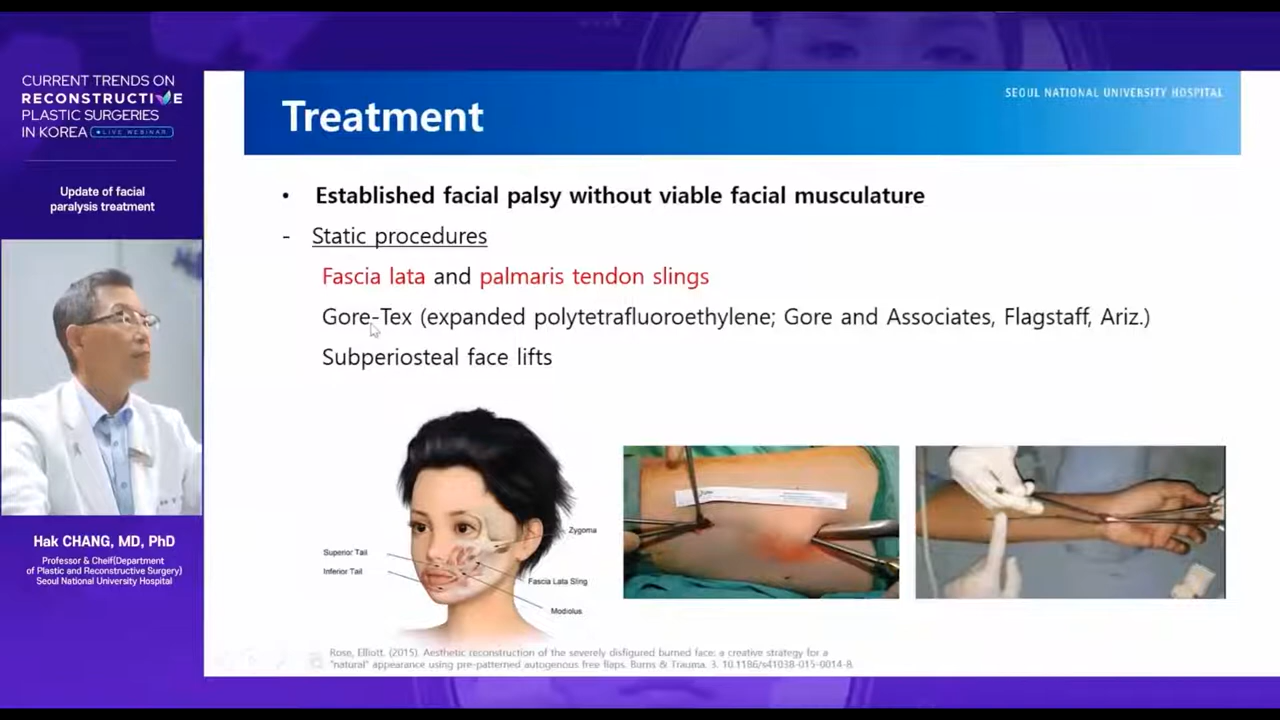 CURRENT TRENDS ON
RECONSTRUCTIVE
PLASTIC SURGERIES
IN KOREA LIVE WEBINAR
Update of facial
paralysis treatment
Hak CHANG, MD, PhD
Professor & Cheif(Department
of Plastic and Reconstructive Surgery)
Seoul National University Hospital
SEOUL NATIONAL UNIVERSITY HOSPITAL
Treatment
• Established facial palsy without viable facial musculature
- Static procedures
Fascia lata and palmaris tendon slings
Gore-Tex (expanded polytetrafluoroethylene; Gore and Associates, Flagstaff, Ariz.)
Subperiosteal face lifts
Zygoma
Superior Tail
Inferior Tail
Fascia Lata Sling
Modiolus
Rose, Elliott. (2015). Aesthetic reconstruction of the severely disfigured burned face: a creative strategy for a
"natural" appearance using pre-patterned autogenous free flaps. Burns & Trauma. 3. 10.1186/s41038-015-0014-8.